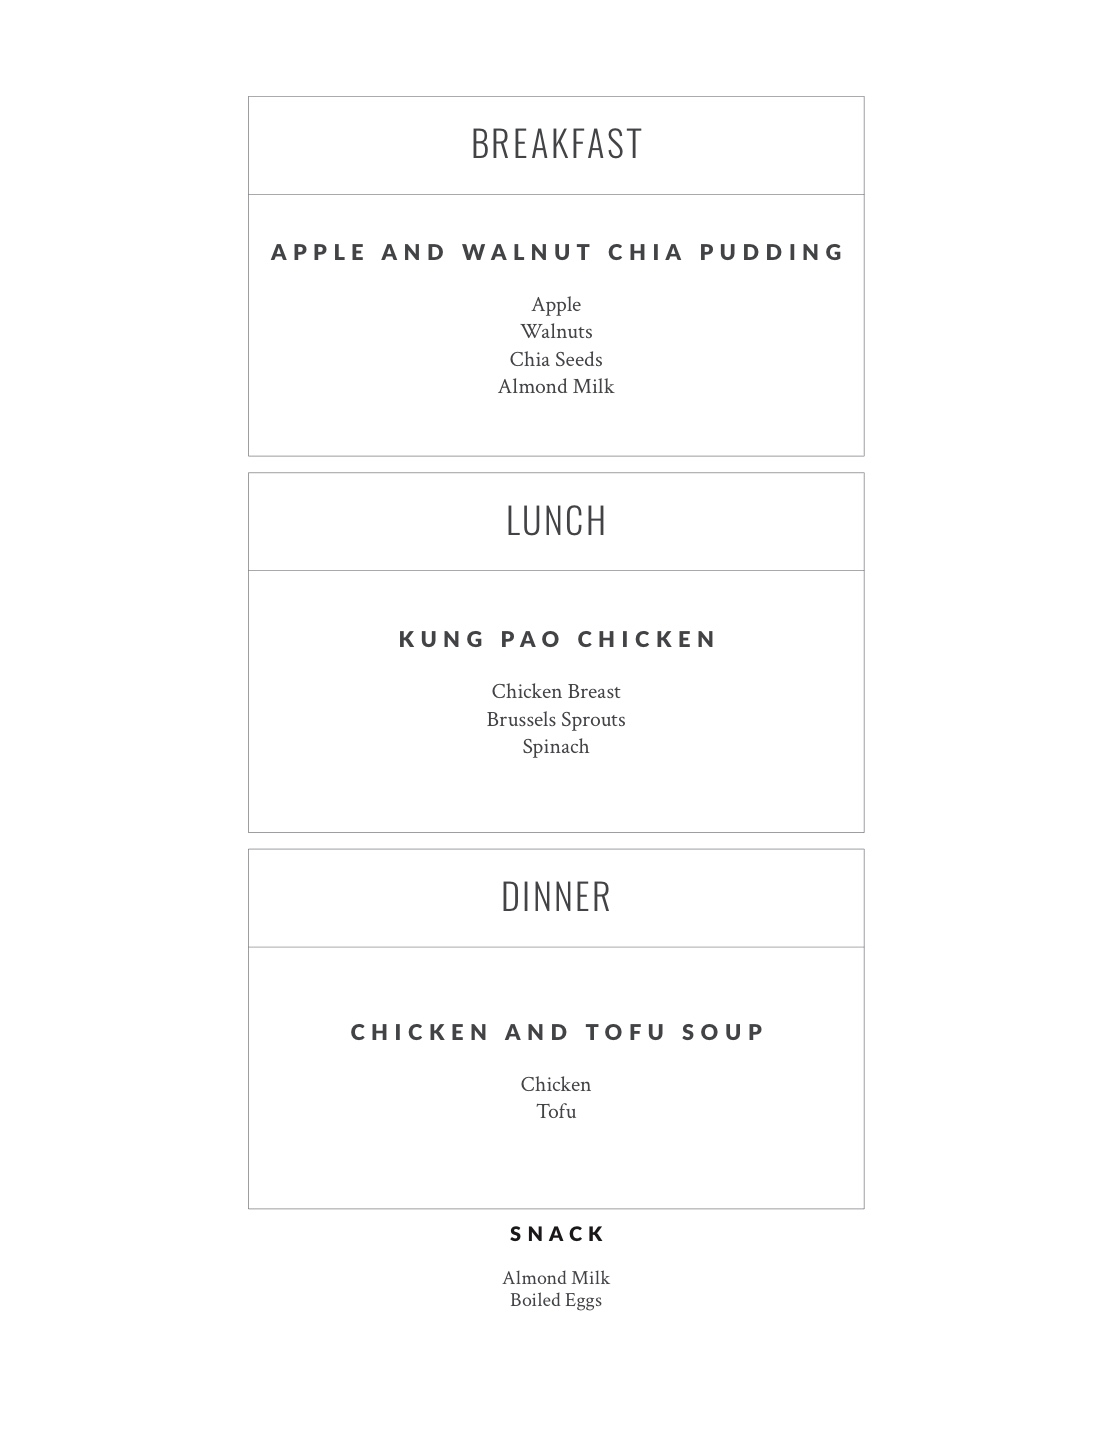 BREAKFAST
APPLE AND WALNUT CHIA PUDDING
Apple
Walnuts
Chia Seeds
Almond Milk
LUNCH
KUNG PAO CHICKEN
Chicken Breast
Brussels Sprouts
Spinach
DINNER
CHICKEN AND TOFU SOUP
Chicken
Tofu
SNACK
Almond Milk
Boiled Eggs